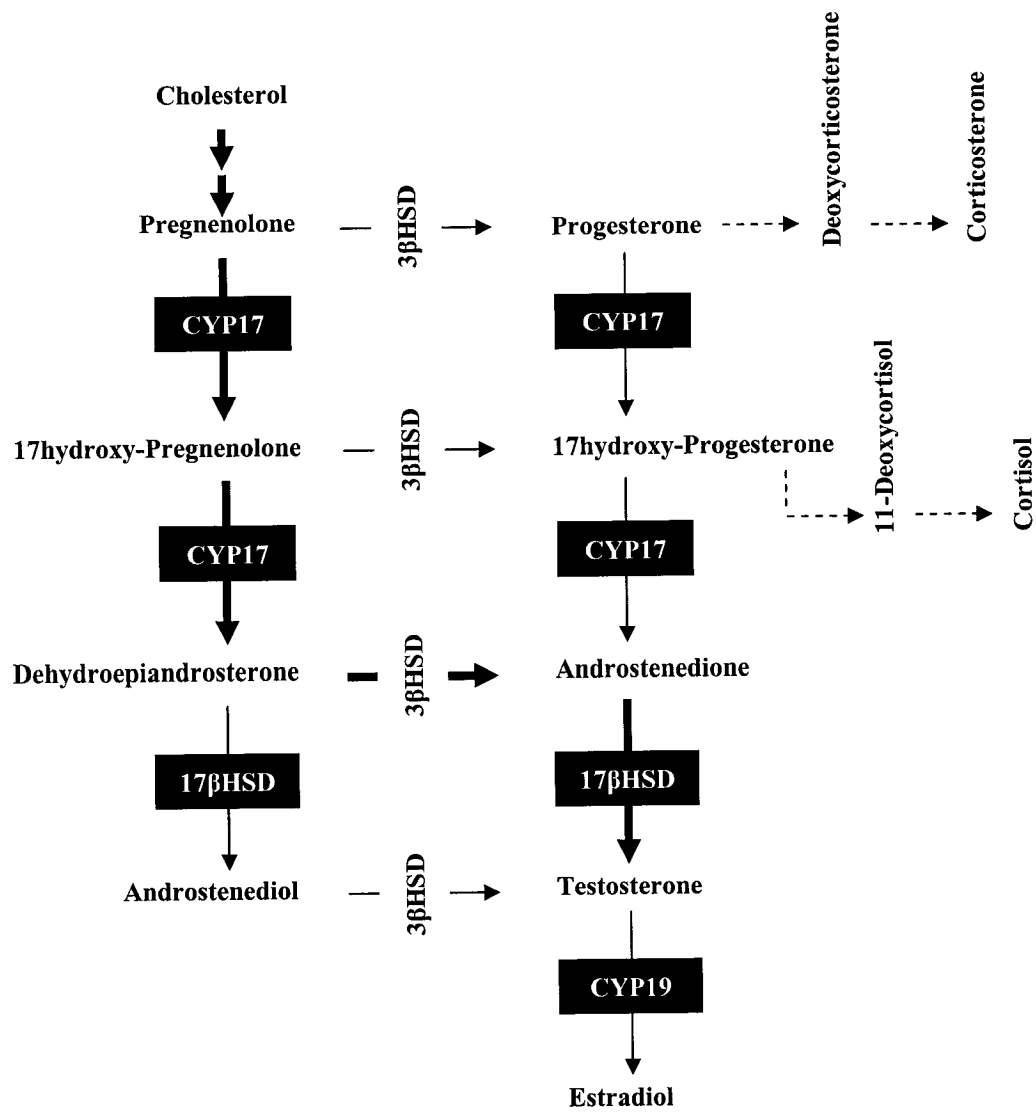 Cholesterol
Pregnenolone
3βHSD
Progesterone
Deoxycorticosterone
Corticosterone
CYP17
CYP17
17hydroxy-Pregnenolone
3βHSD
17hydroxy-Progesterone
11-Deoxycortisol
Cortisol
CYP17
CYP17
Dehydroepiandrosterone
3βHSD
Androstenedione
17βHSD
17βHSD
Androstenediol
3βHSD
Testosterone
CYP19
Estradiol